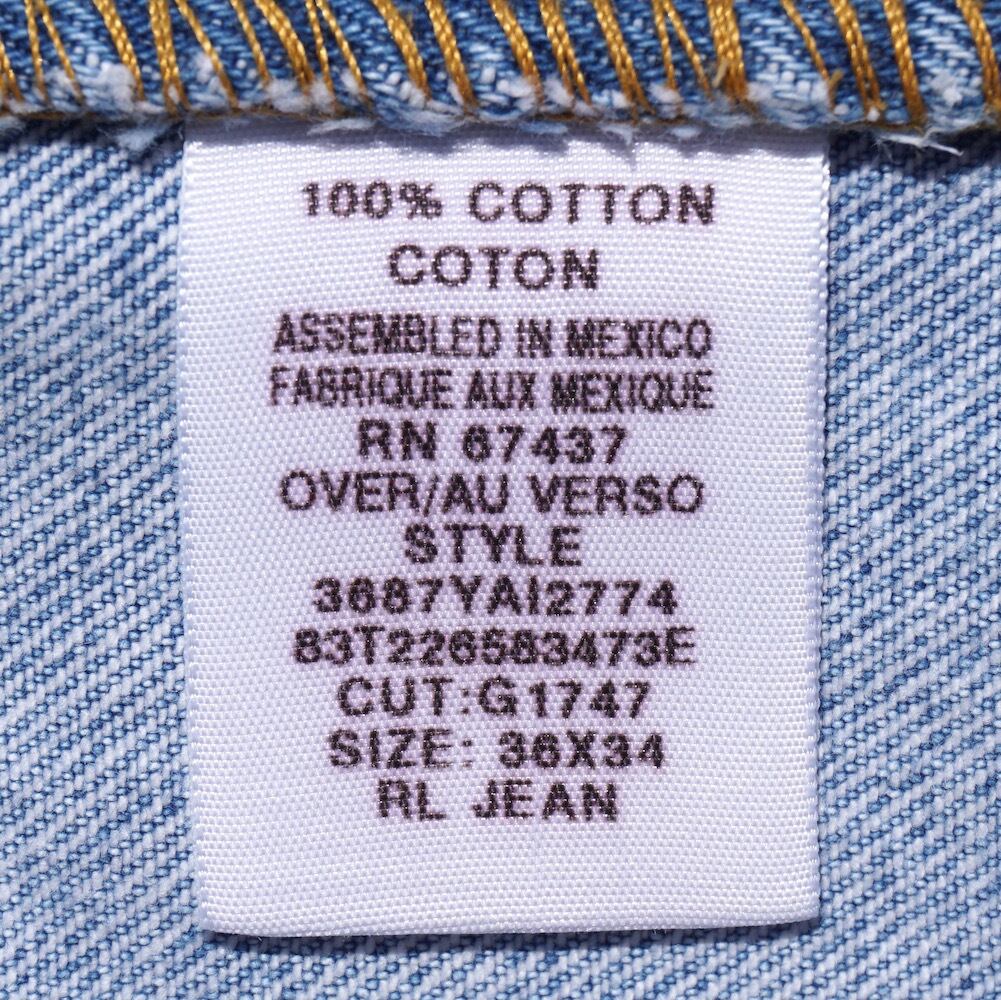 100% COTTON
COTON
ASSEMBLED IN MEXICO
FABRIQUE AUX MEXIQUE
RN 67437
OVER/AU VERSO
STYLE
3687YAI2774
83T226583473E
CUT:G1747
SIZE: 36X34
RL JEAN